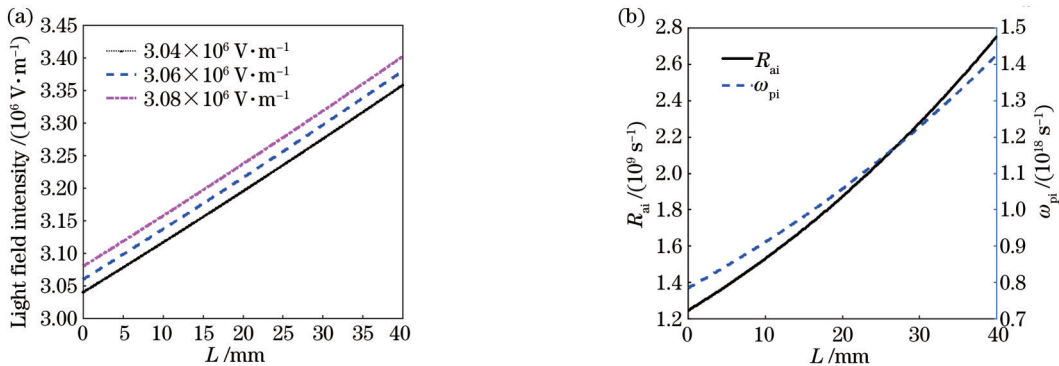 (a)
Light field intensity /(10⁶ V·m⁻¹)
3.45
3.40
3.35
3.30
3.25
3.20
3.15
3.10
3.05
3.00
3.04×10⁶ V·m⁻¹
3.06×10⁶ V·m⁻¹
3.08×10⁶ V·m⁻¹
0 5 10 15 20 25 30 35 40
L /mm
(b)
R_ai /(10⁹ s⁻¹)
2.8
2.6
2.4
2.2
2.0
1.8
1.6
1.4
1.2
R_ai
ω_pi
1.5
1.4
1.3
1.2
1.1
1.0
0.9
0.8
0.7
ω_pi /(10¹⁸ s⁻¹)
0 10 20 30 40
L /mm